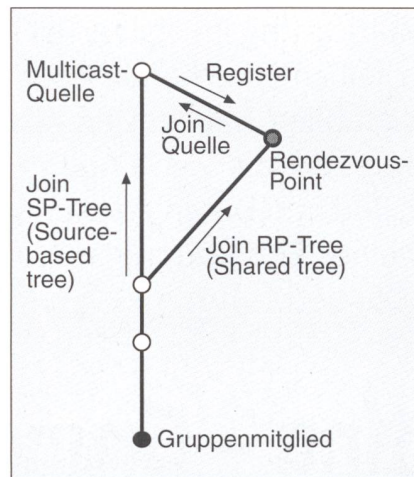 Multicast-
Quelle
Register
Join
Quelle
Rendezvous-
Point
Join
SP-Tree
(Source-
based
tree)
Join RP-Tree
(Shared tree)
Gruppenmitglied